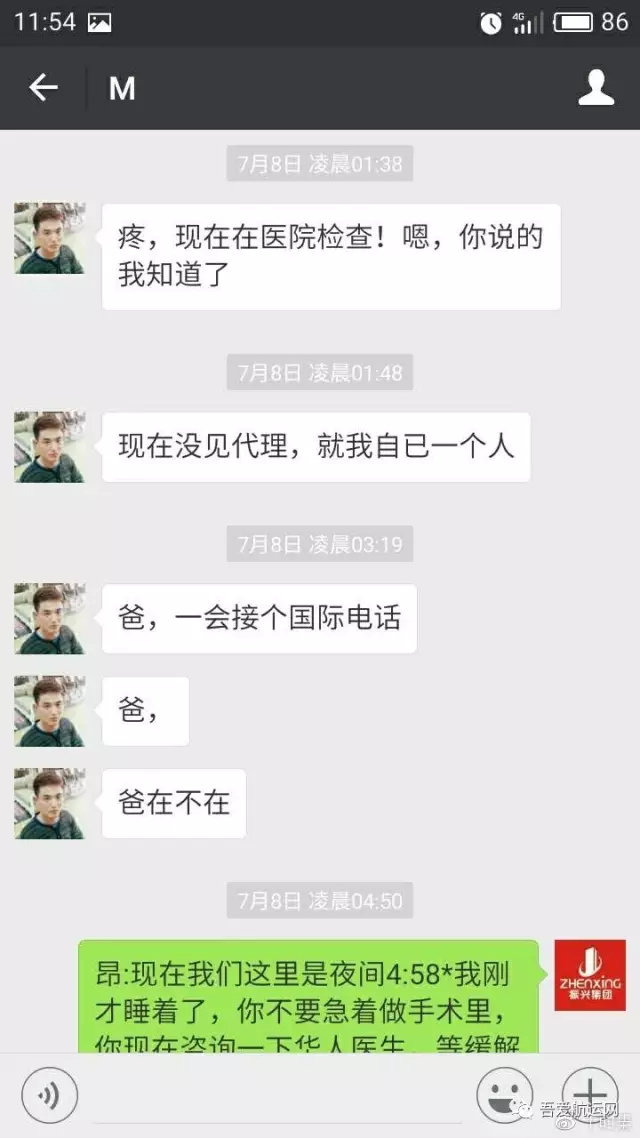 11:54
4G
86
M
7月8日 凌晨01:38
疼，现在在医院检查！嗯，你说的
我知道了
7月8日 凌晨01:48
现在没见代理，就我自已一个人
7月8日 凌晨03:19
爸，一会接个国际电话
爸，
爸在不在
7月8日 凌晨04:50
昂:现在我们这里是夜间4:58*我刚
才睡着了，你不要急着做手术里，
你现在咨询一下华人医生，等缓解
ZHENXING
振兴集团
吾爱航运网